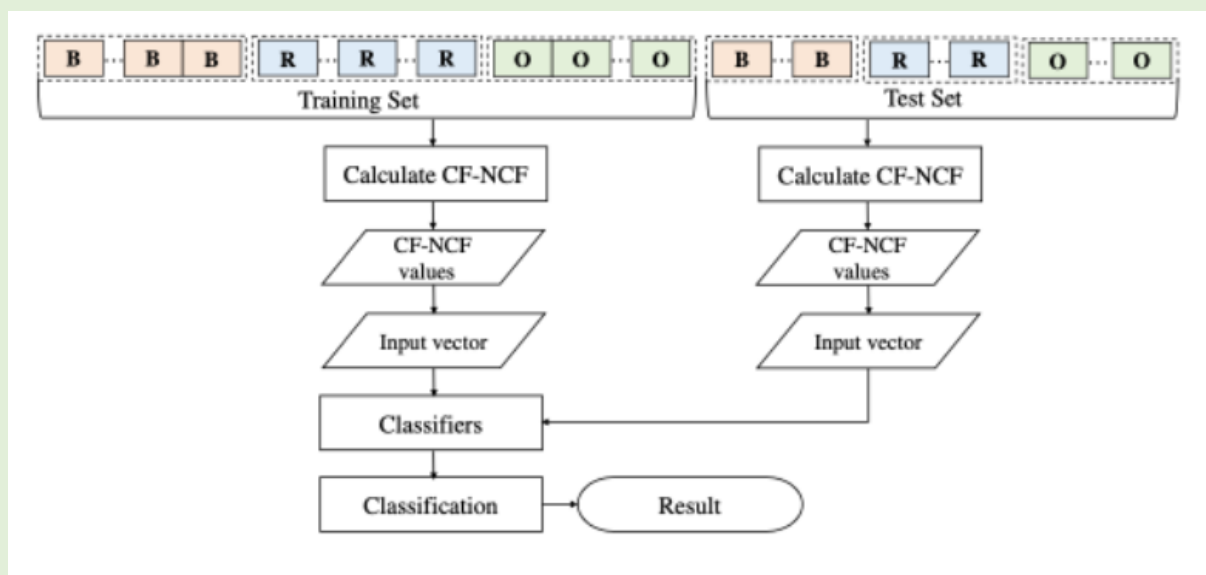 B ... B B R ... R ... R O O ... O
Training Set
B ... B R ... R O ... O
Test Set
Calculate CF-NCF
Calculate CF-NCF
CF-NCF
values
CF-NCF
values
Input vector
Input vector
Classifiers
Classification
Result